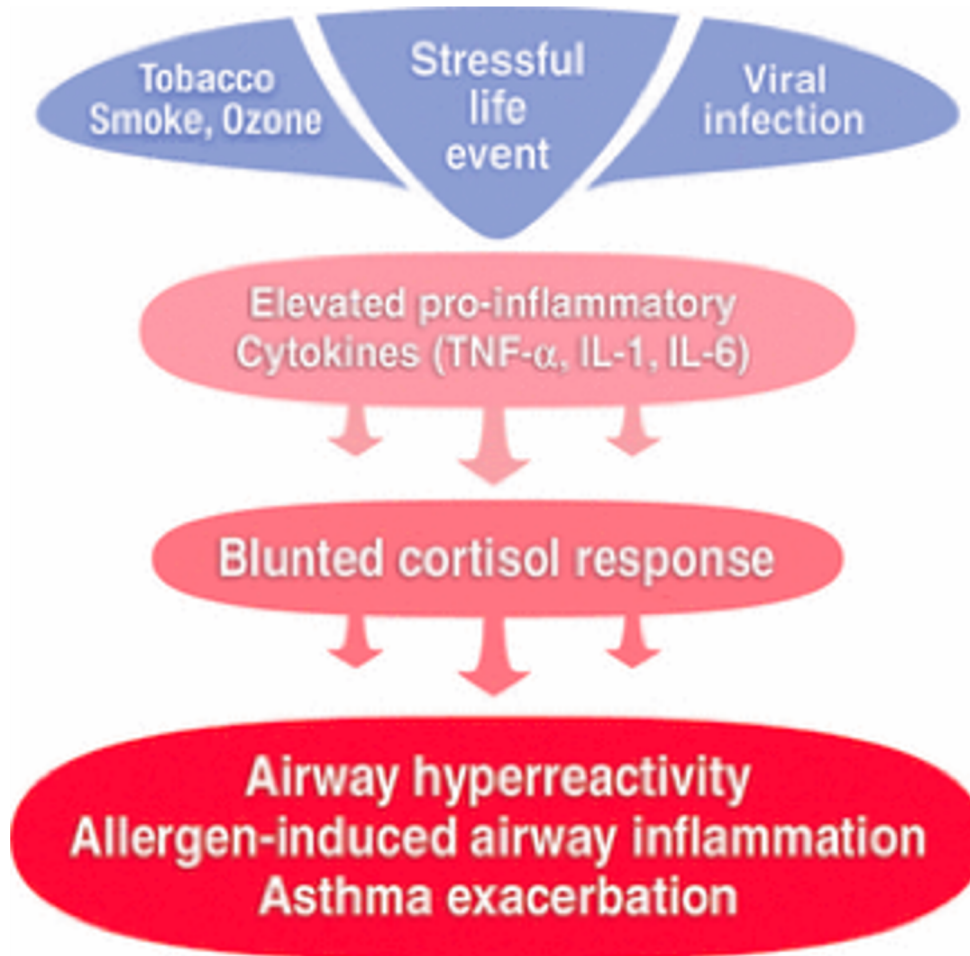 Tobacco
Smoke, Ozone
Stressful
life
event
Viral
infection
Elevated pro-inflammatory
Cytokines (TNF-α, IL-1, IL-6)
Blunted cortisol response
Airway hyperreactivity
Allergen-induced airway inflammation
Asthma exacerbation